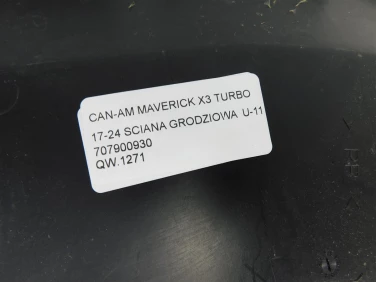 CAN-AM MAVERICK X3 TURBO
17-24 SCIANA GRODZIOWA U-11
707900930
QW.1271